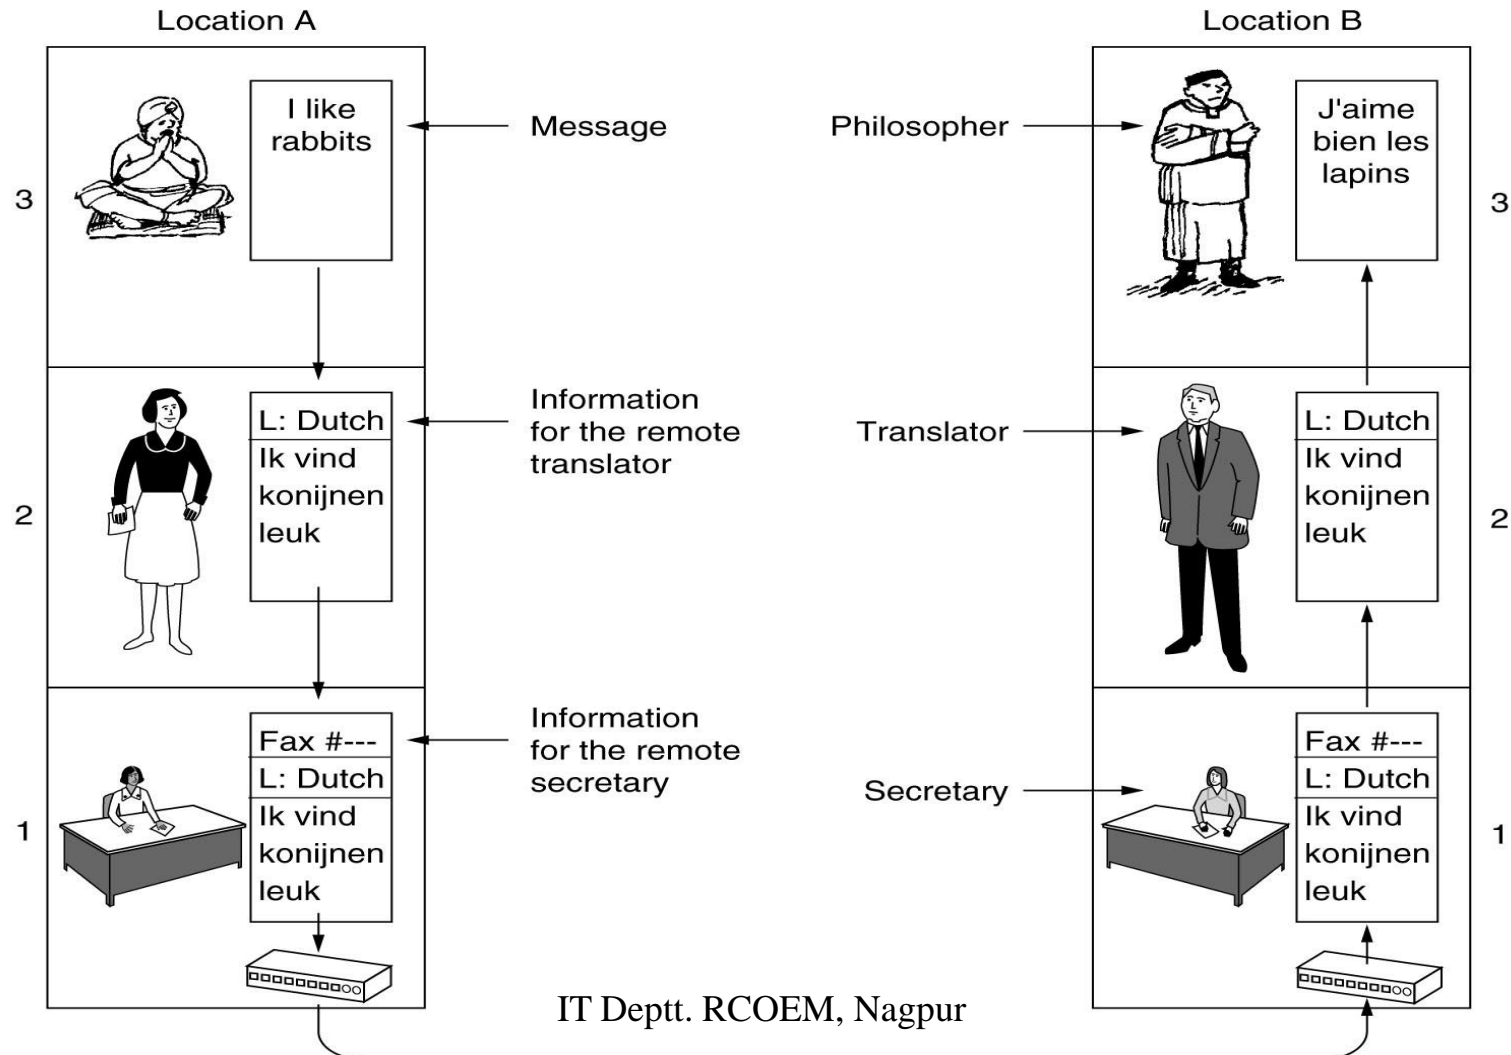 Location A
Location B
3
I like
rabbits
Message
Philosopher
J'aime
bien les
lapins
3
2
L: Dutch
Ik vind
konijnen
leuk
Information
for the remote
translator
Translator
L: Dutch
Ik vind
konijnen
leuk
2
1
Fax #---
L: Dutch
Ik vind
konijnen
leuk
Information
for the remote
secretary
Secretary
Fax #---
L: Dutch
Ik vind
konijnen
leuk
1
IT Deptt. RCOEM, Nagpur